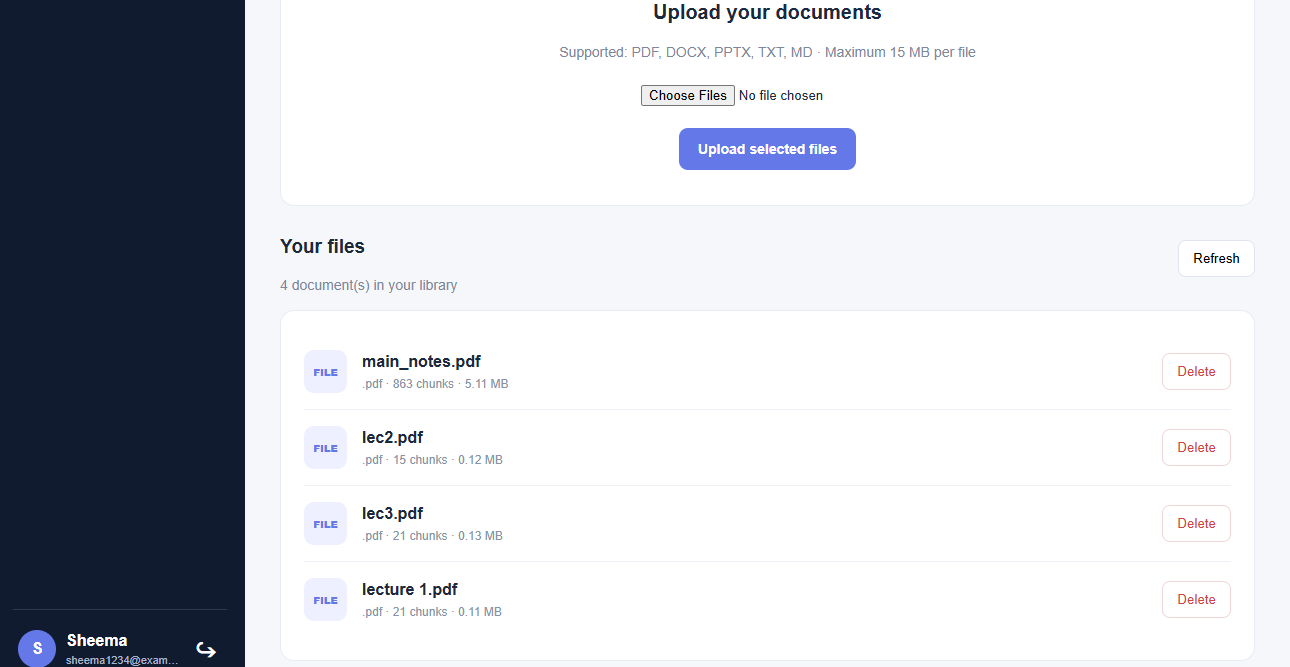 Upload your documents
Supported: PDF, DOCX, PPTX, TXT, MD · Maximum 15 MB per file
Choose Files No file chosen
Upload selected files
Your files
4 document(s) in your library
Refresh
FILE
main_notes.pdf
.pdf · 863 chunks · 5.11 MB
Delete
FILE
lec2.pdf
.pdf · 15 chunks · 0.12 MB
Delete
FILE
lec3.pdf
.pdf · 21 chunks · 0.13 MB
Delete
FILE
lecture 1.pdf
.pdf · 21 chunks · 0.11 MB
Delete
S
Sheema
sheema1234@exam...